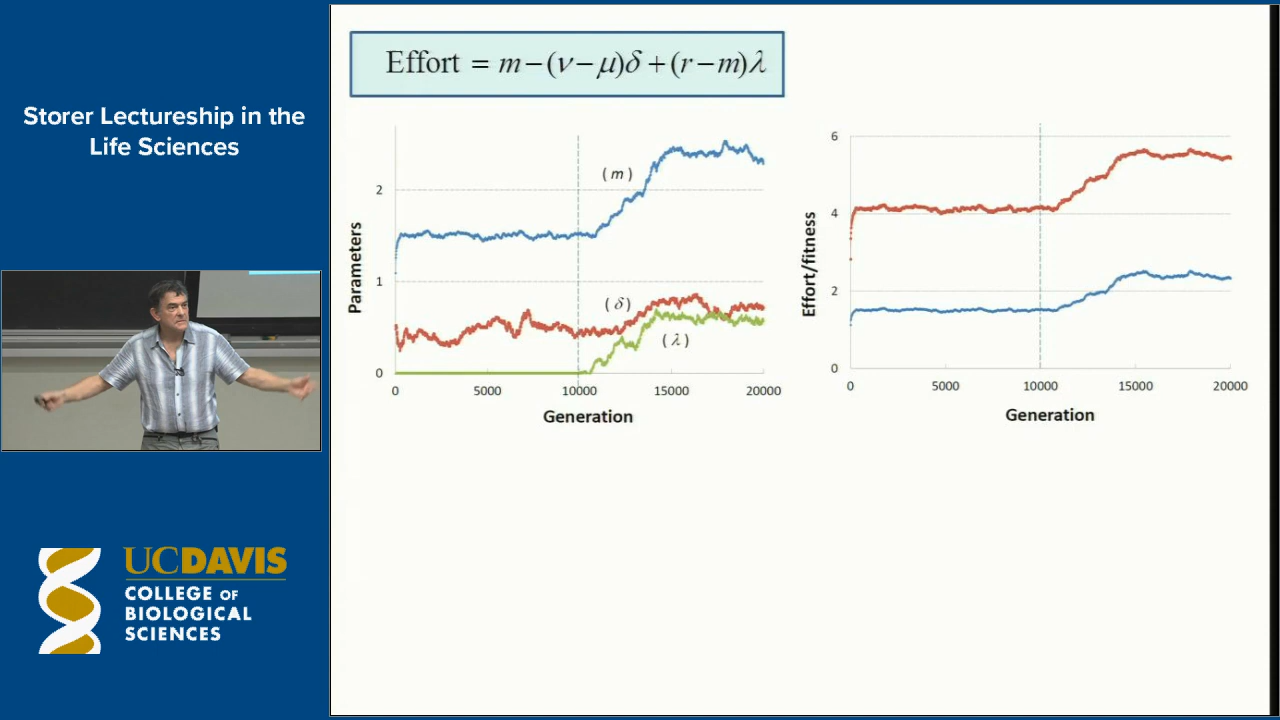 Storer Lectureship in the
Life Sciences
UCDAVIS
COLLEGE OF
BIOLOGICAL
SCIENCES
Effort = m − (ν − μ)δ + (r − m)λ
Parameters
2
1
0
(m)
(δ)
(λ)
0 5000 10000 15000 20000
Generation
Effort/fitness
6
4
2
0
0 5000 10000 15000 20000
Generation